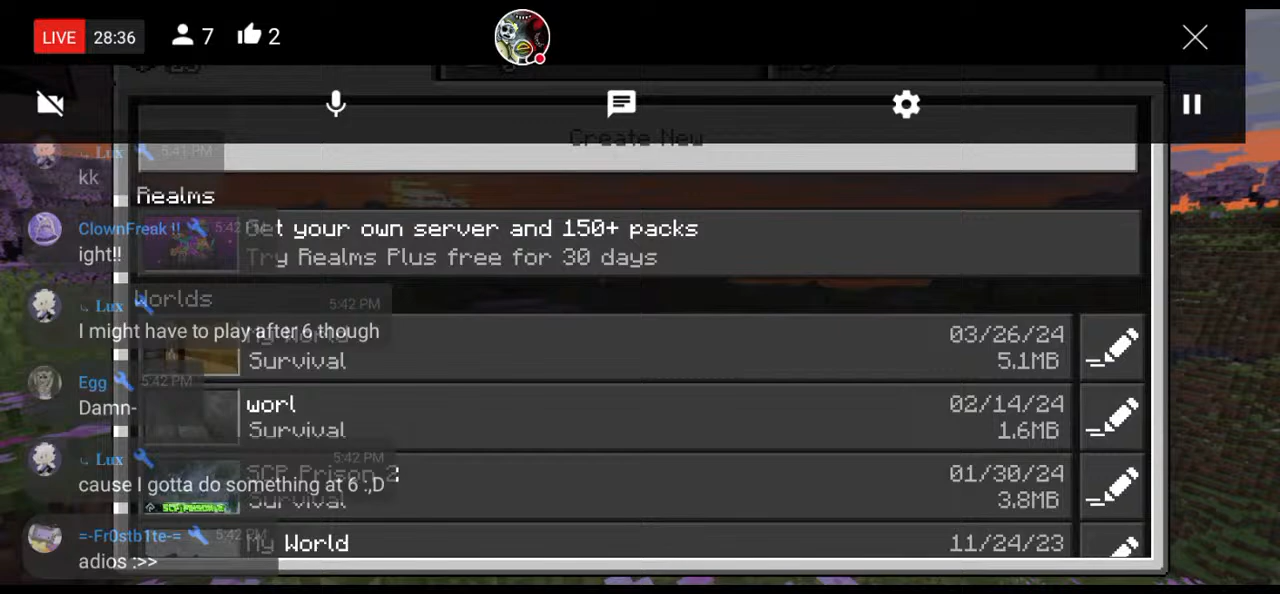 LIVE 28:36 7 2
Create New
↳ Lux 5:41 PM
kk
Realms
ClownFreak !! 5:42 PM
ight!!
Get your own server and 150+ packs
Try Realms Plus free for 30 days
Worlds
↳ Lux 5:42 PM
I might have to play after 6 though
My World 03/26/24
Survival 5.1MB
Egg 5:42 PM
Damn-
worl 02/14/24
Survival 1.6MB
↳ Lux 5:42 PM
cause I gotta do something at 6 :,D
SCP Prison 2 01/30/24
Survival 3.8MB
=-Fr0stb1te-= 5:42 PM
adios :>>
My World 11/24/23